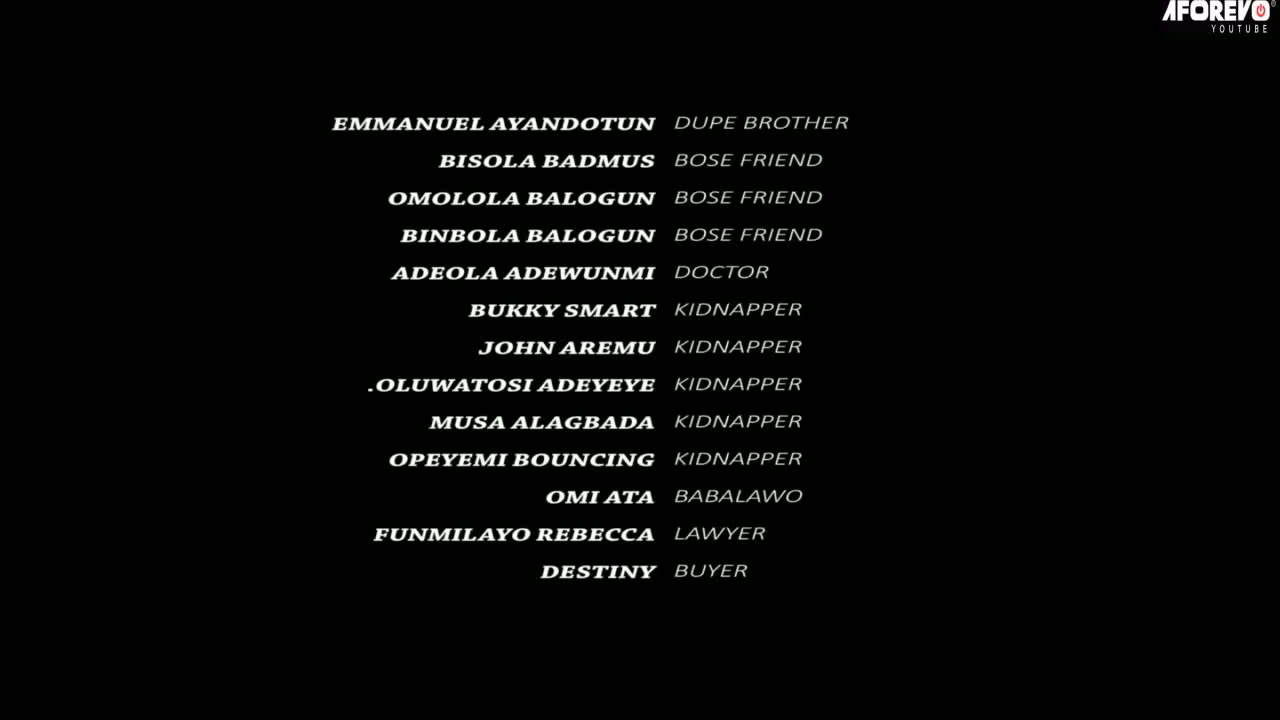 AFOREVO
YOUTUBE
EMMANUEL AYANDOTUN DUPE BROTHER
BISOLA BADMUS BOSE FRIEND
OMOLOLA BALOGUN BOSE FRIEND
BINBOLA BALOGUN BOSE FRIEND
ADEOLA ADEWUNMI DOCTOR
BUKKY SMART KIDNAPPER
JOHN AREMU KIDNAPPER
.OLUWATOSI ADEYEYE KIDNAPPER
MUSA ALAGBADA KIDNAPPER
OPEYEMI BOUNCING KIDNAPPER
OMI ATA BABALAWO
FUNMILAYO REBECCA LAWYER
DESTINY BUYER